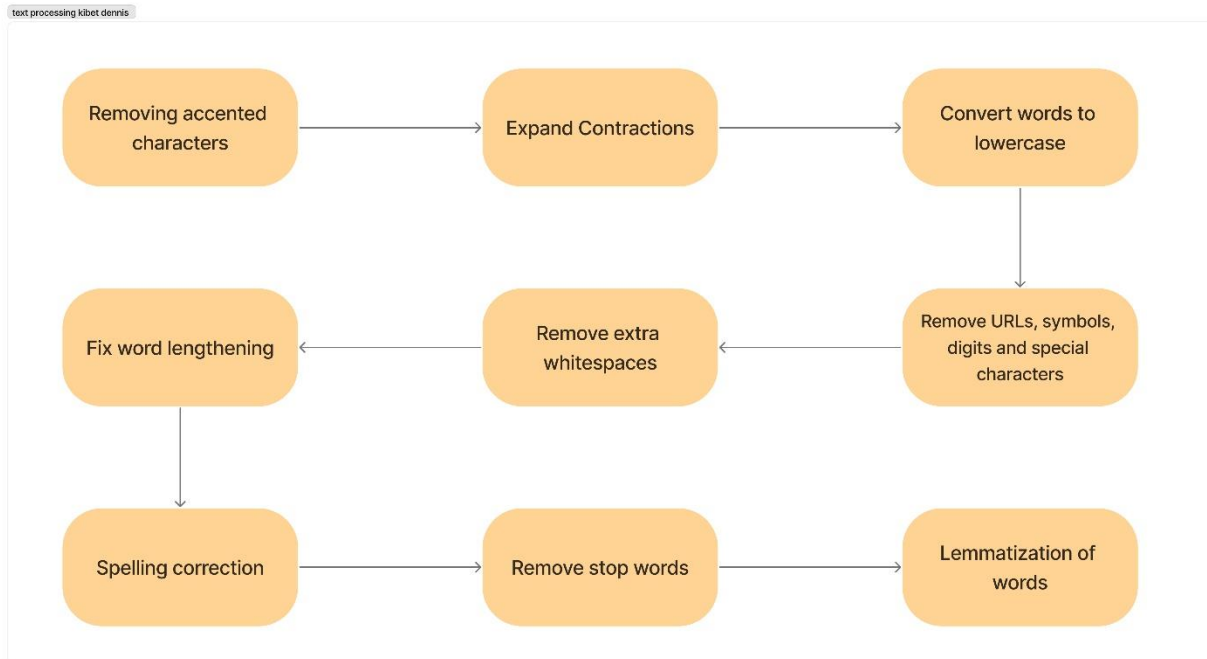 text processing kibet dennis
Removing accented
characters
Expand Contractions
Convert words to
lowercase
Remove URLs, symbols,
digits and special
characters
Remove extra
whitespaces
Fix word lengthening
Spelling correction
Remove stop words
Lemmatization of
words